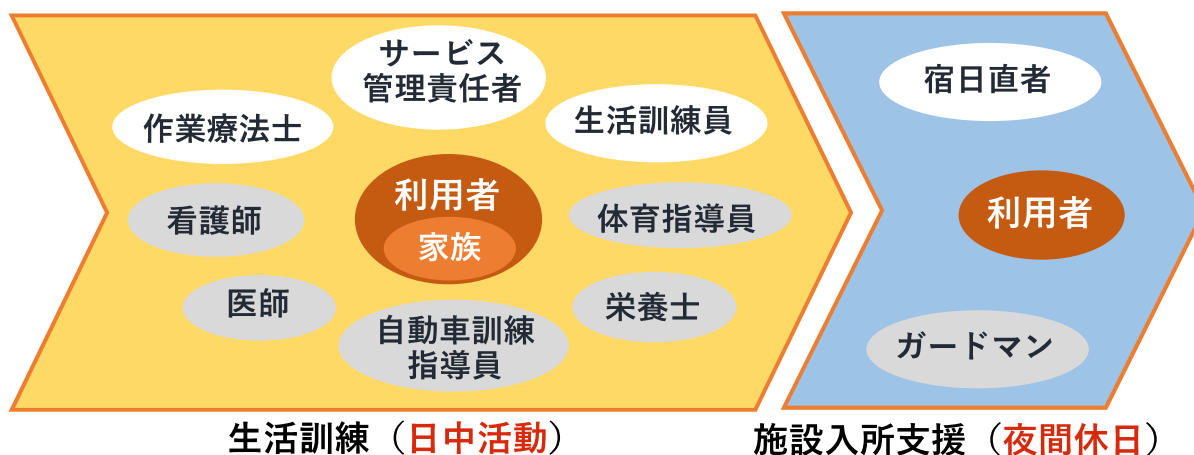 サービス
管理責任者
作業療法士
生活訓練員
看護師
利用者
家族
体育指導員
医師
自動車訓練
指導員
栄養士
生活訓練（日中活動）
宿日直者
利用者
ガードマン
施設入所支援（夜間休日）